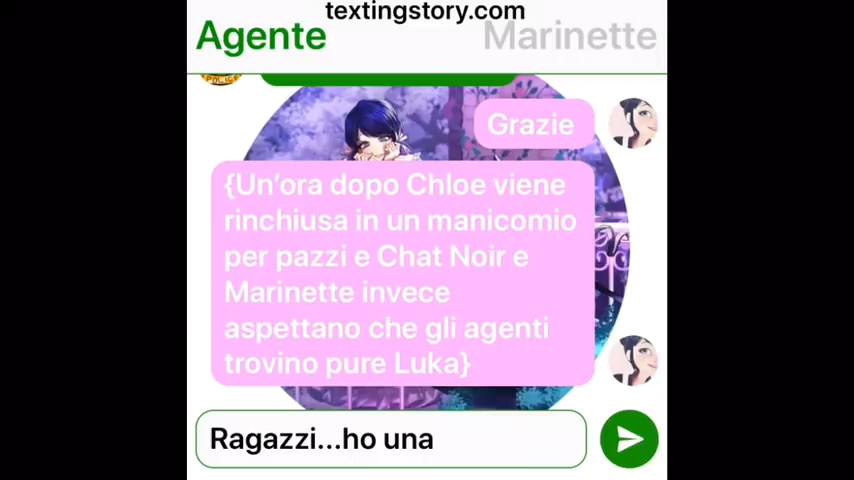 textingstory.com
Agente
Marinette
POLICE
Grazie
{Un’ora dopo Chloe viene
rinchiusa in un manicomio
per pazzi e Chat Noir e
Marinette invece
aspettano che gli agenti
trovino pure Luka}
Ragazzi...ho una